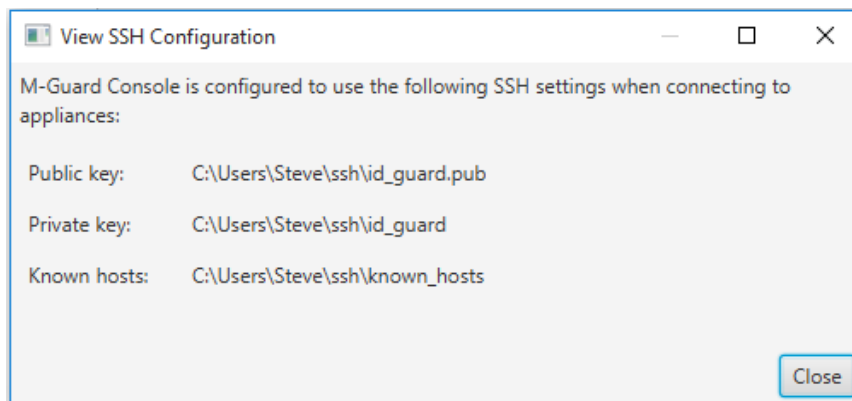 View SSH Configuration
M-Guard Console is configured to use the following SSH settings when connecting to
appliances:
Public key: C:\Users\Steve\ssh\id_guard.pub
Private key: C:\Users\Steve\ssh\id_guard
Known hosts: C:\Users\Steve\ssh\known_hosts
Close